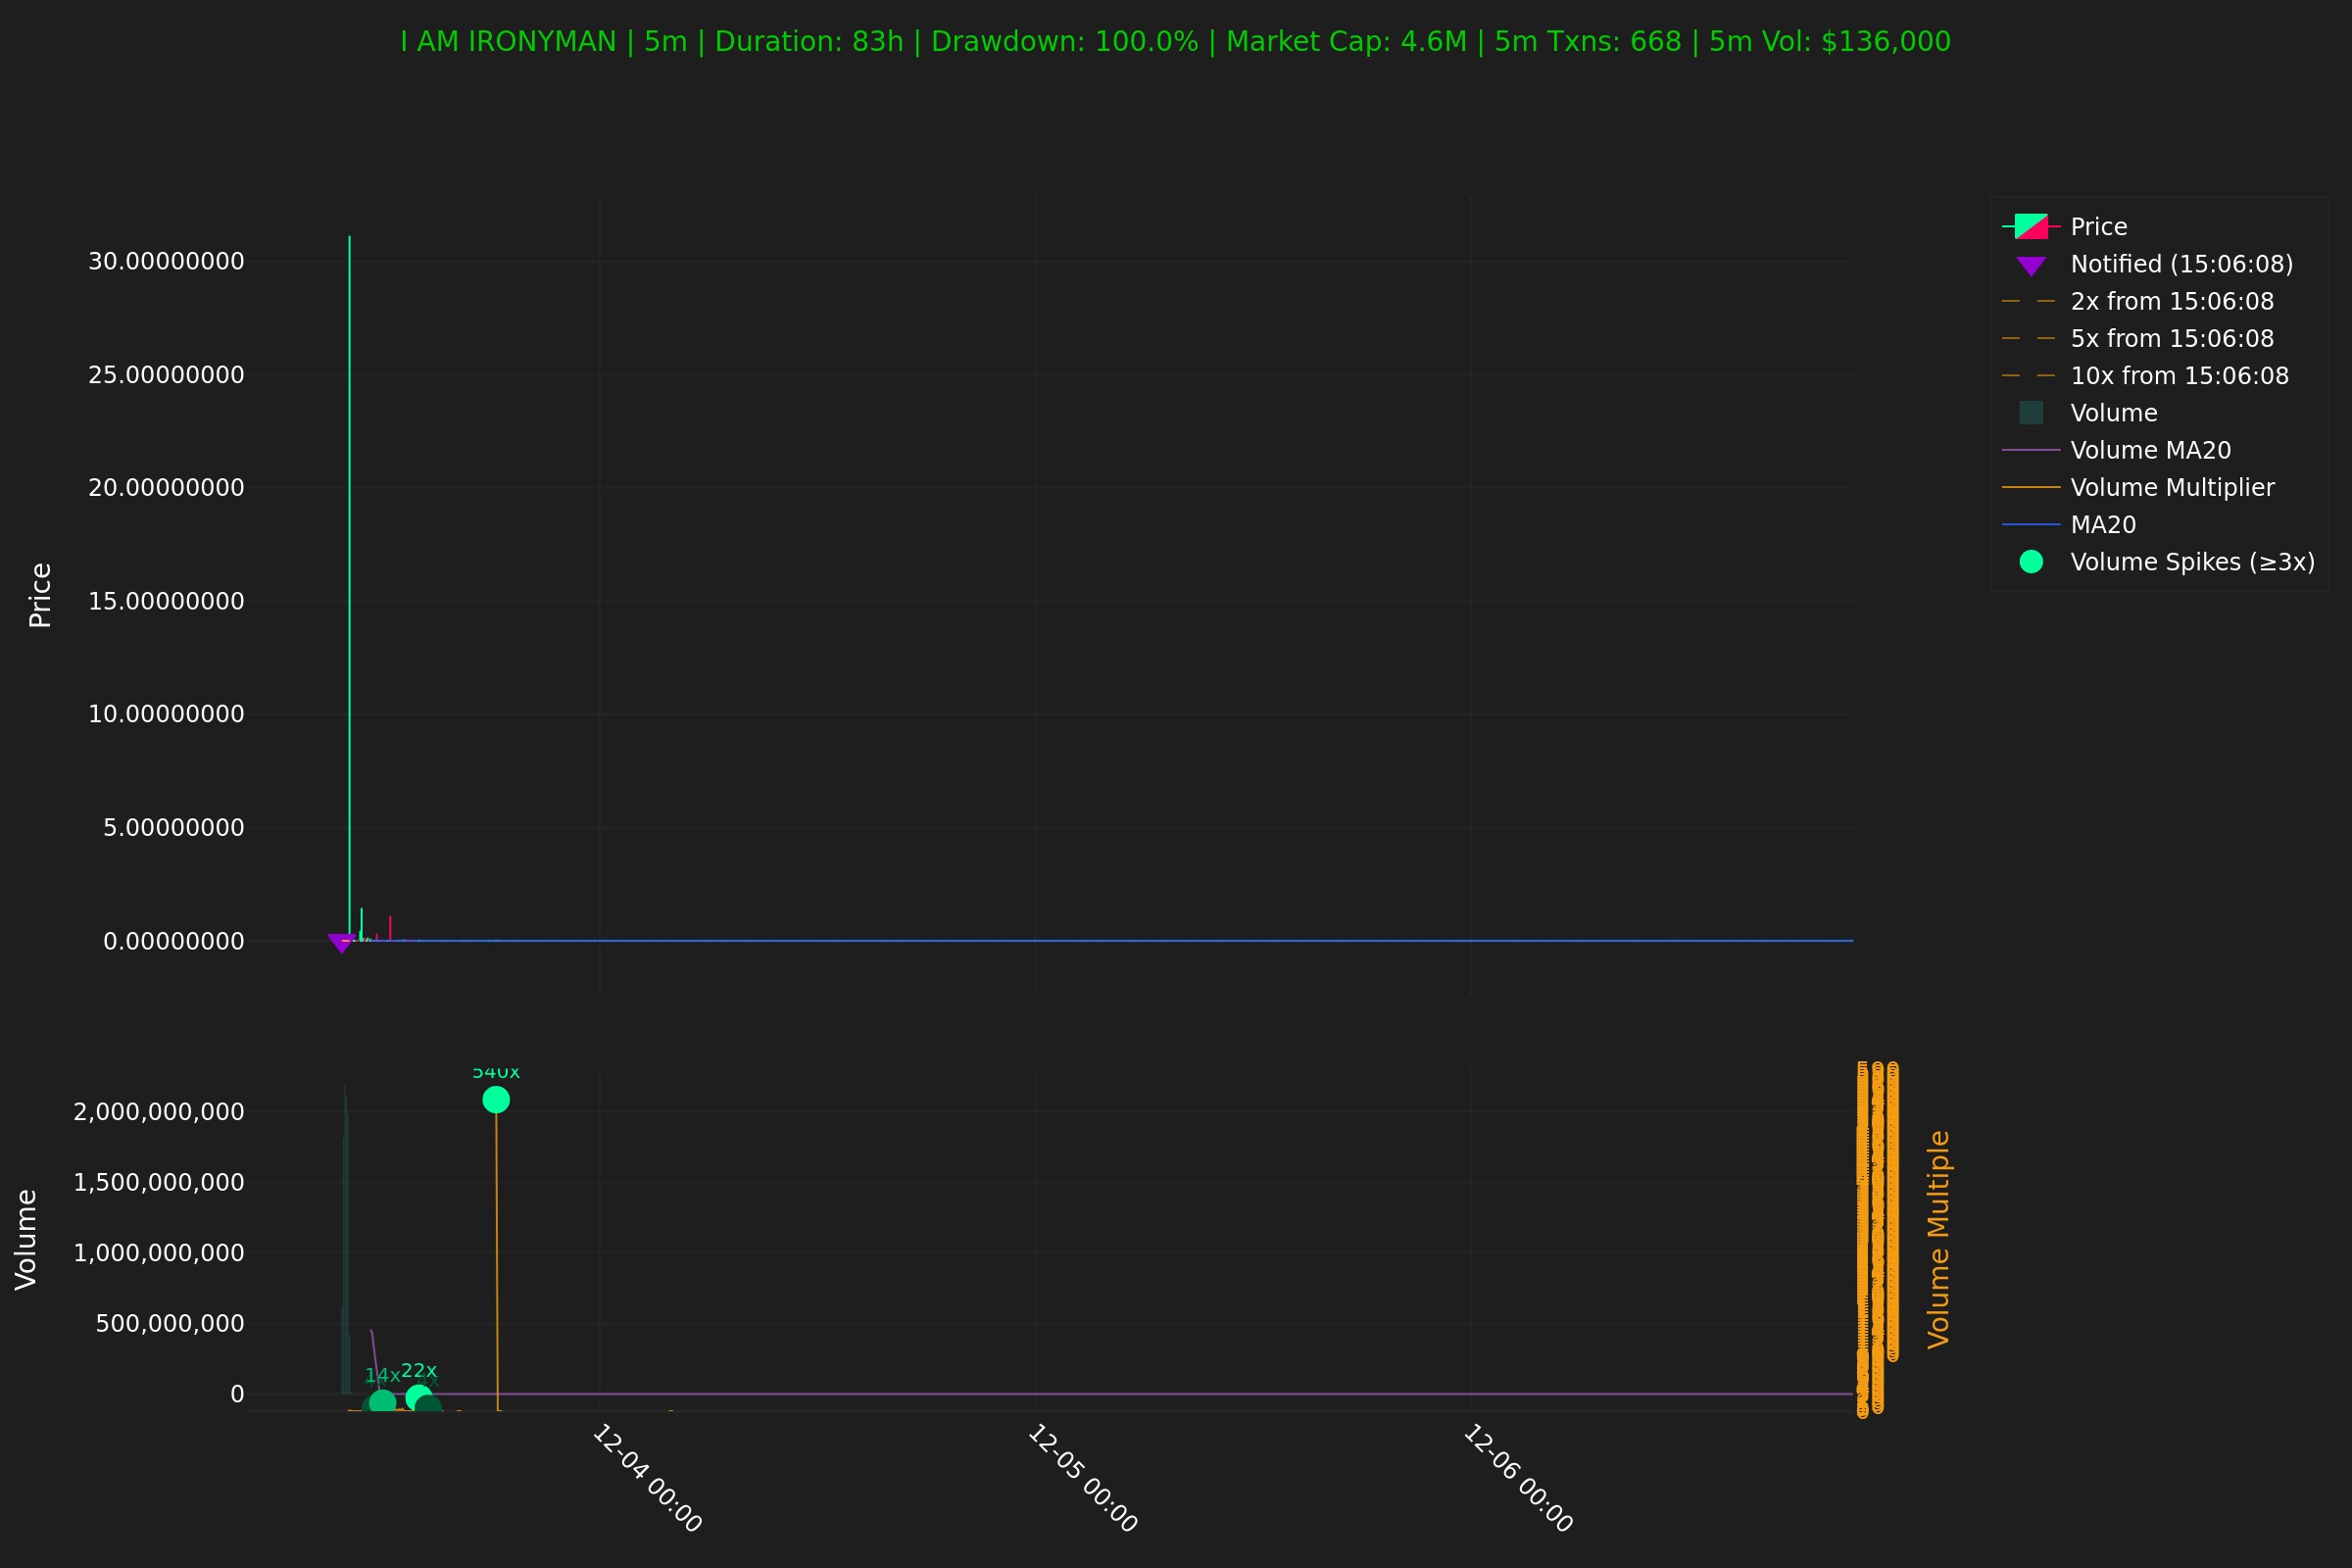 I AM IRONYMAN | 5m | Duration: 83h | Drawdown: 100.0% | Market Cap: 4.6M | 5m Txns: 668 | 5m Vol: $136,000
Price
30.00000000
25.00000000
20.00000000
15.00000000
10.00000000
5.00000000
0.00000000
Price
Notified (15:06:08)
2x from 15:06:08
5x from 15:06:08
10x from 15:06:08
Volume
Volume MA20
Volume Multiplier
MA20
Volume Spikes (≥3x)
Volume
2,000,000,000
1,500,000,000
1,000,000,000
500,000,000
0
540x
14x
22x
4x
Volume Multiple
12-04 00:00
12-05 00:00
12-06 00:00